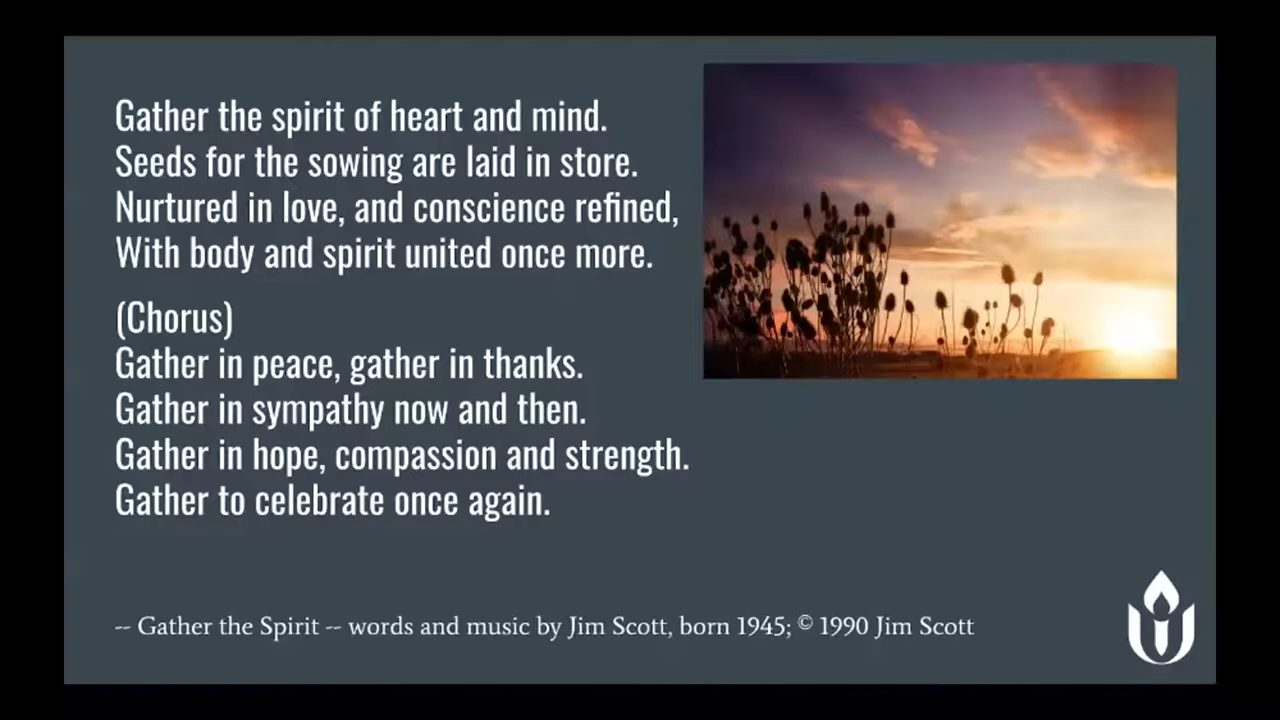 Gather the spirit of heart and mind.
Seeds for the sowing are laid in store.
Nurtured in love, and conscience refined,
With body and spirit united once more.
(Chorus)
Gather in peace, gather in thanks.
Gather in sympathy now and then.
Gather in hope, compassion and strength.
Gather to celebrate once again.
-- Gather the Spirit -- words and music by Jim Scott, born 1945; © 1990 Jim Scott